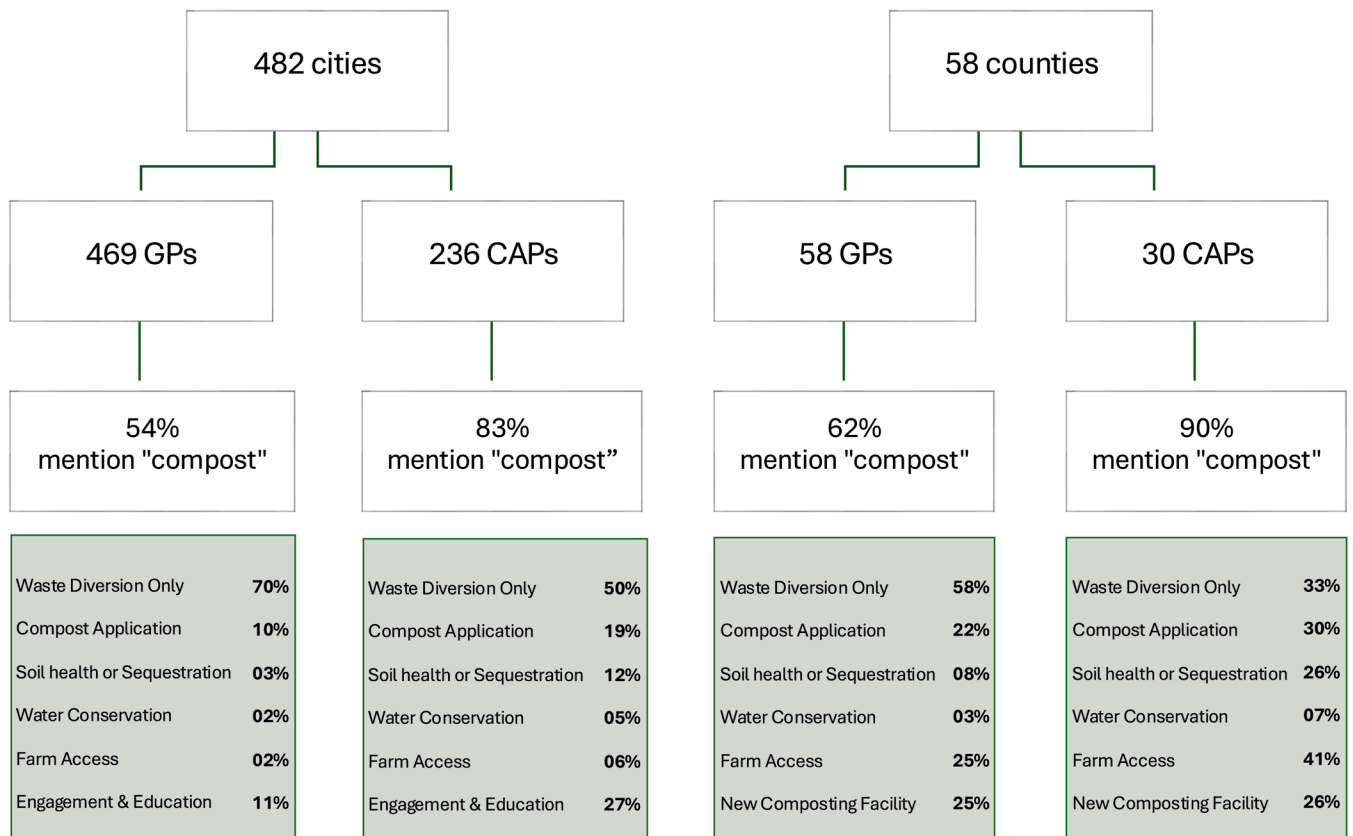 482 cities
58 counties
469 GPs
236 CAPs
58 GPs
30 CAPs
54%
mention "compost"
83%
mention "compost”
62%
mention "compost"
90%
mention "compost"
Waste Diversion Only 70%
Compost Application 10%
Soil health or Sequestration 03%
Water Conservation 02%
Farm Access 02%
Engagement & Education 11%
Waste Diversion Only 50%
Compost Application 19%
Soil health or Sequestration 12%
Water Conservation 05%
Farm Access 06%
Engagement & Education 27%
Waste Diversion Only 58%
Compost Application 22%
Soil health or Sequestration 08%
Water Conservation 03%
Farm Access 25%
New Composting Facility 25%
Waste Diversion Only 33%
Compost Application 30%
Soil health or Sequestration 26%
Water Conservation 07%
Farm Access 41%
New Composting Facility 26%